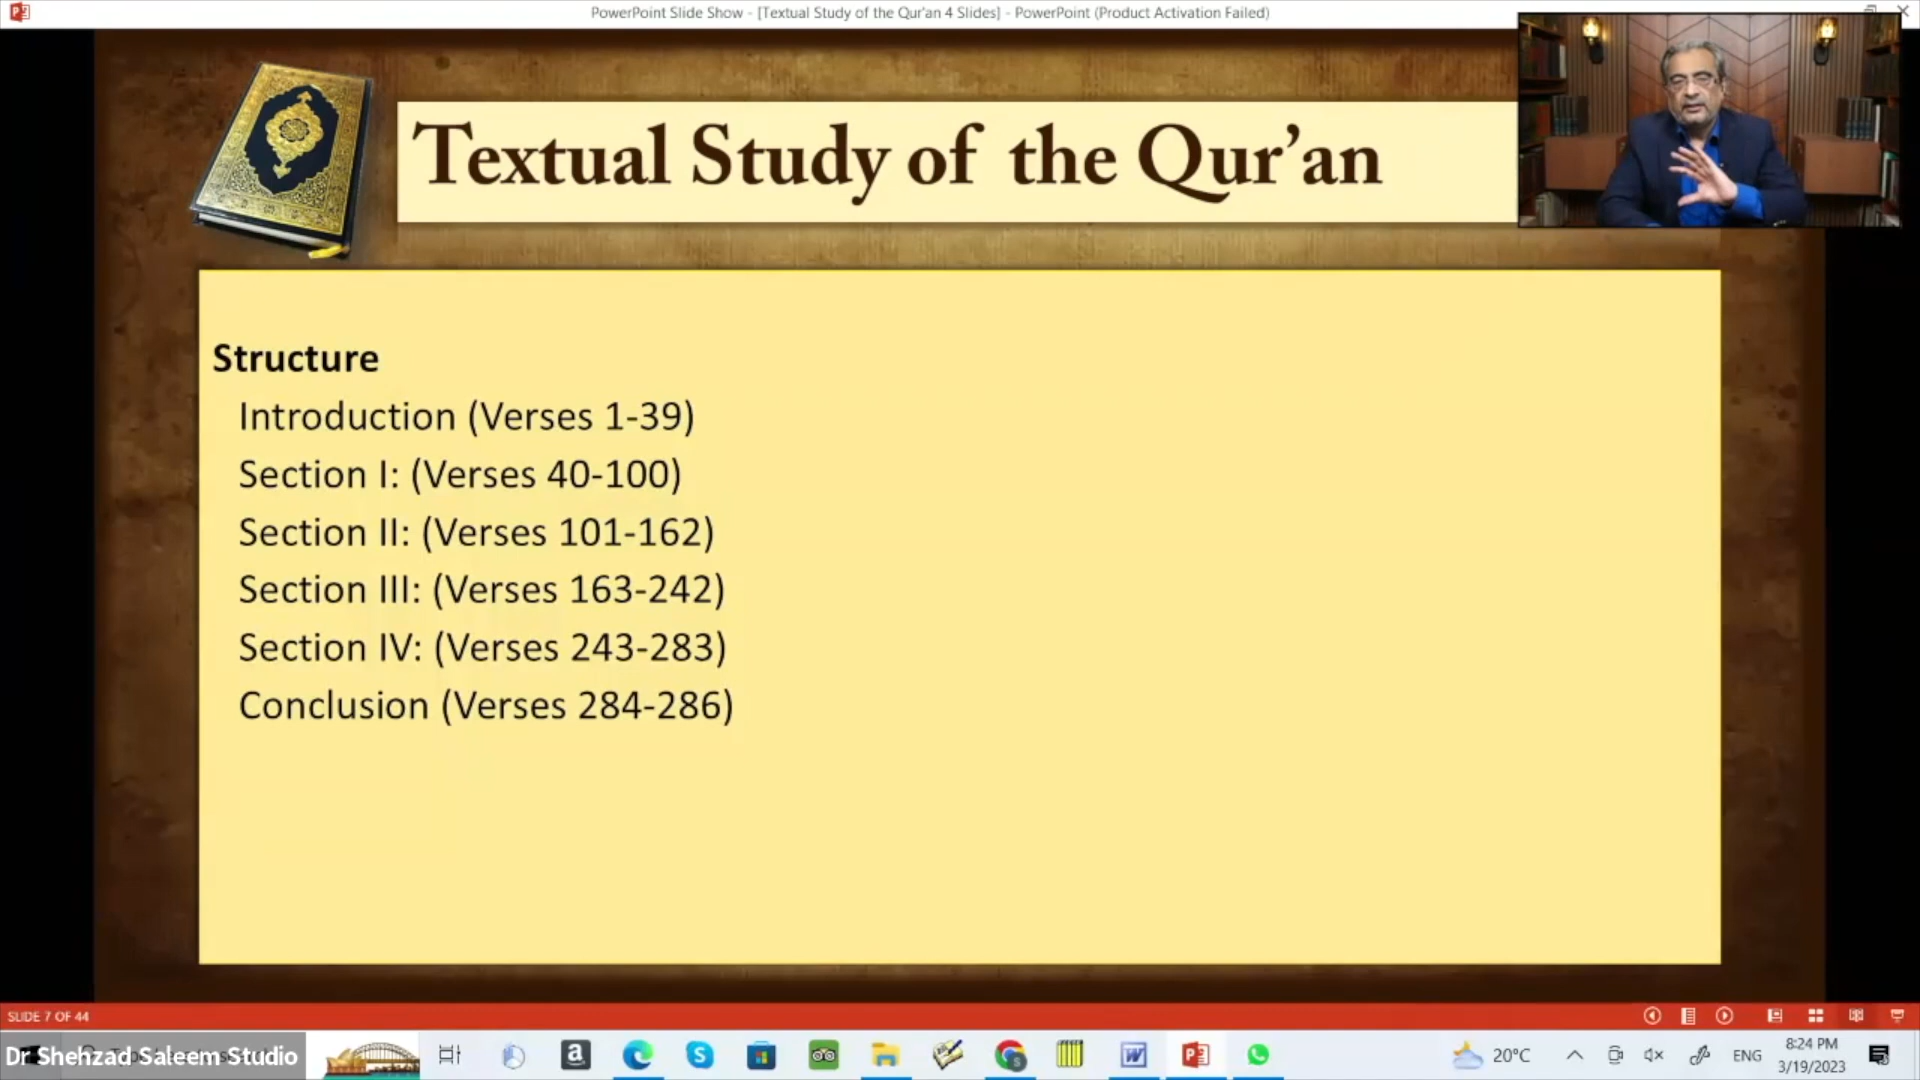 PowerPoint Slide Show - [Textual Study of the Qur'an 4 Slides] - PowerPoint (Product Activation Failed)
Textual Study of the Qur’an
Structure
Introduction (Verses 1-39)
Section I: (Verses 40-100)
Section II: (Verses 101-162)
Section III: (Verses 163-242)
Section IV: (Verses 243-283)
Conclusion (Verses 284-286)
SLIDE 7 OF 44
Dr Shehzad Saleem Studio
20°C
ENG
8:24 PM
3/19/2023